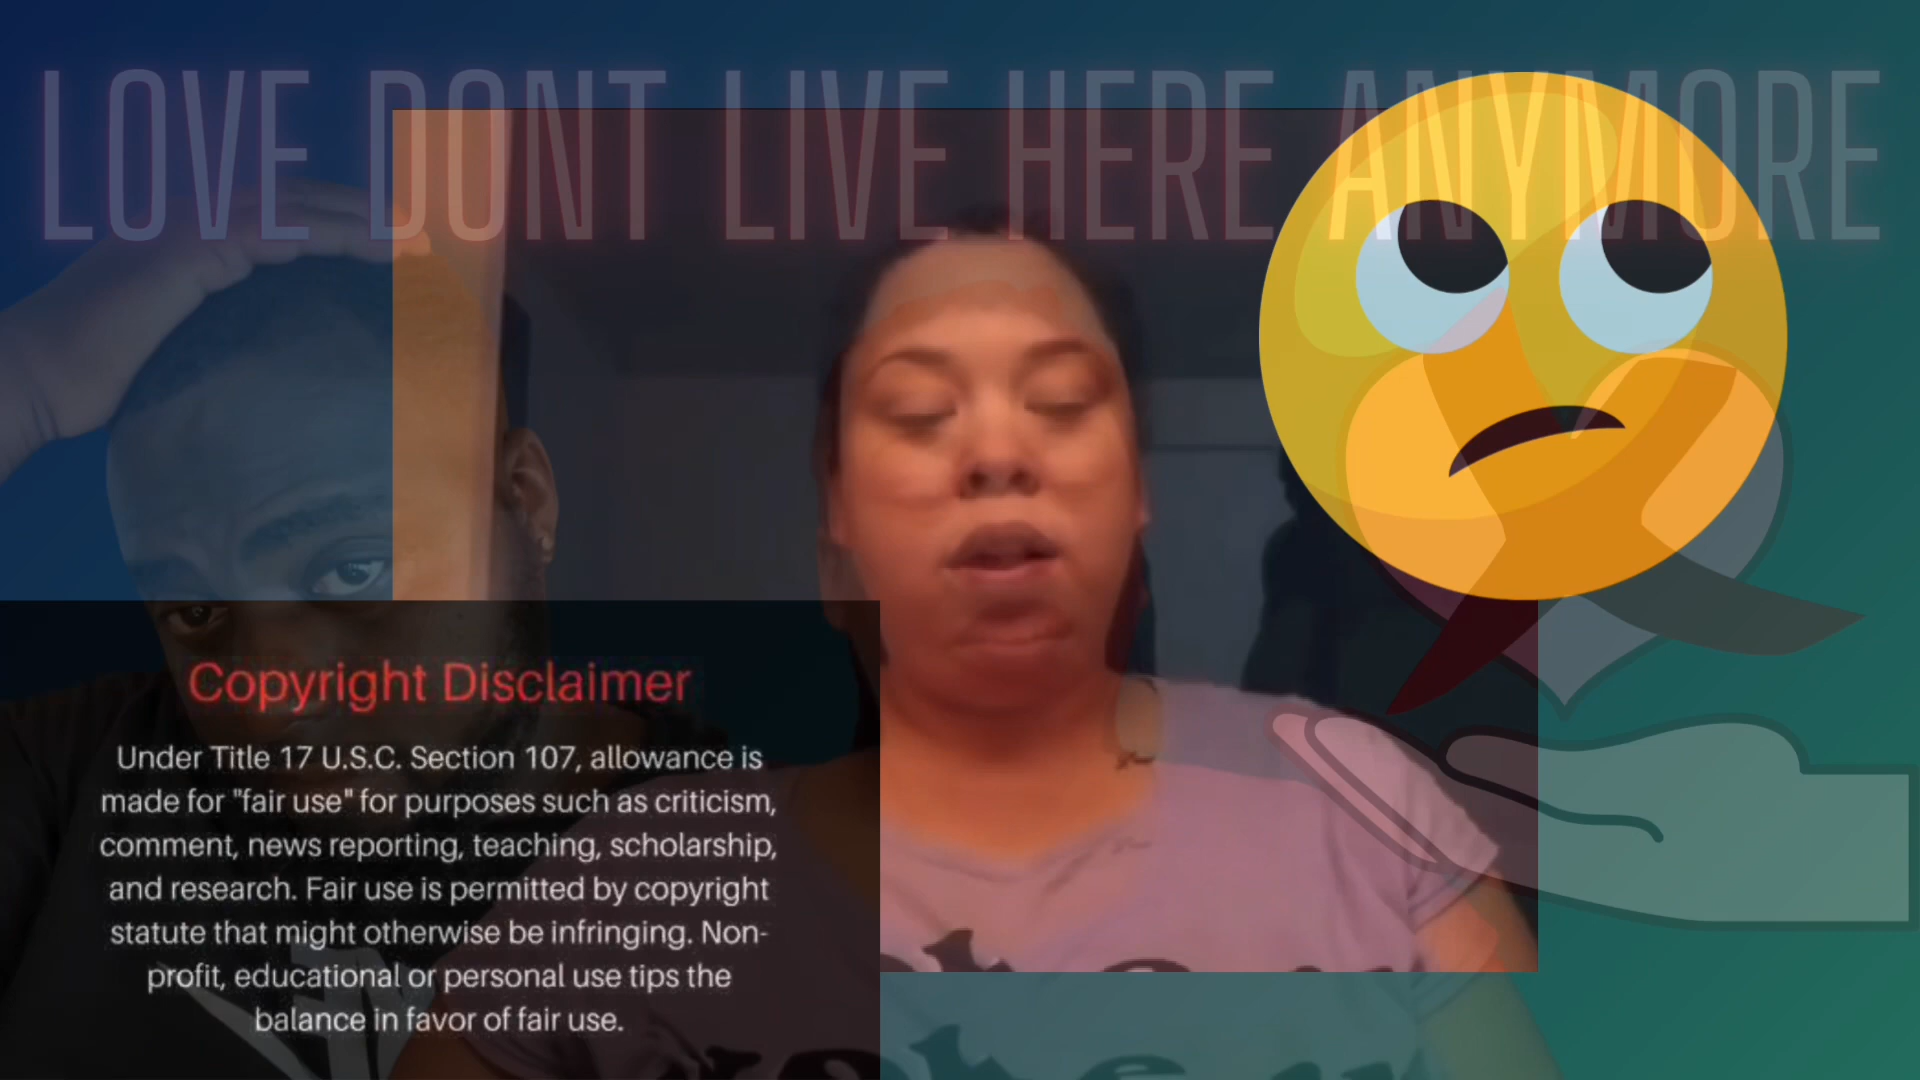 LOVE DONT LIVE HERE ANYMORE
Copyright Disclaimer
Under Title 17 U.S.C. Section 107, allowance is
made for "fair use" for purposes such as criticism,
comment, news reporting, teaching, scholarship,
and research. Fair use is permitted by copyright
statute that might otherwise be infringing. Non-
profit, educational or personal use tips the
balance in favor of fair use.